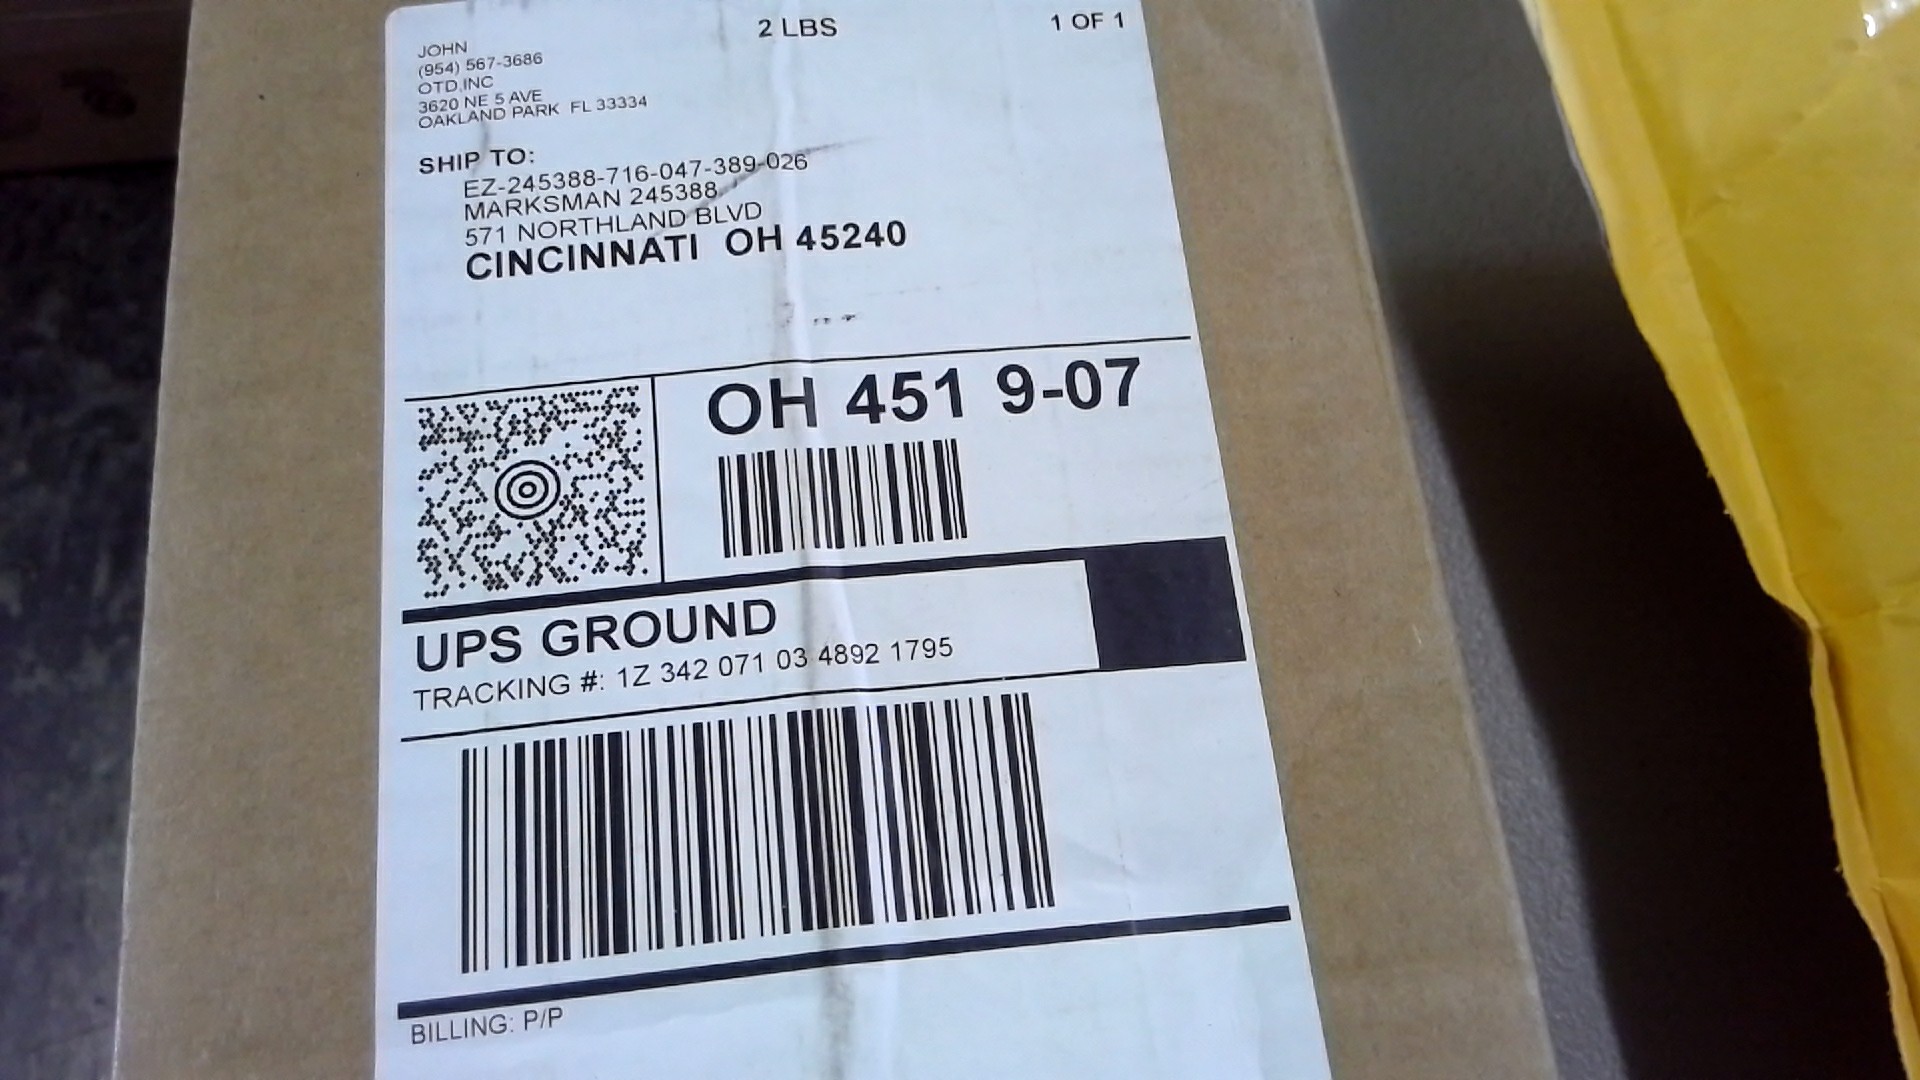 2 LBS
1 OF 1
JOHN
(954) 567-3686
OTD,INC
3620 NE 5 AVE
OAKLAND PARK FL 33334
SHIP TO:
EZ-245388-716-047-389-026
MARKSMAN 245388
571 NORTHLAND BLVD
CINCINNATI OH 45240
OH 451 9-07
UPS GROUND
TRACKING #: 1Z 342 071 03 4892 1795
BILLING: P/P